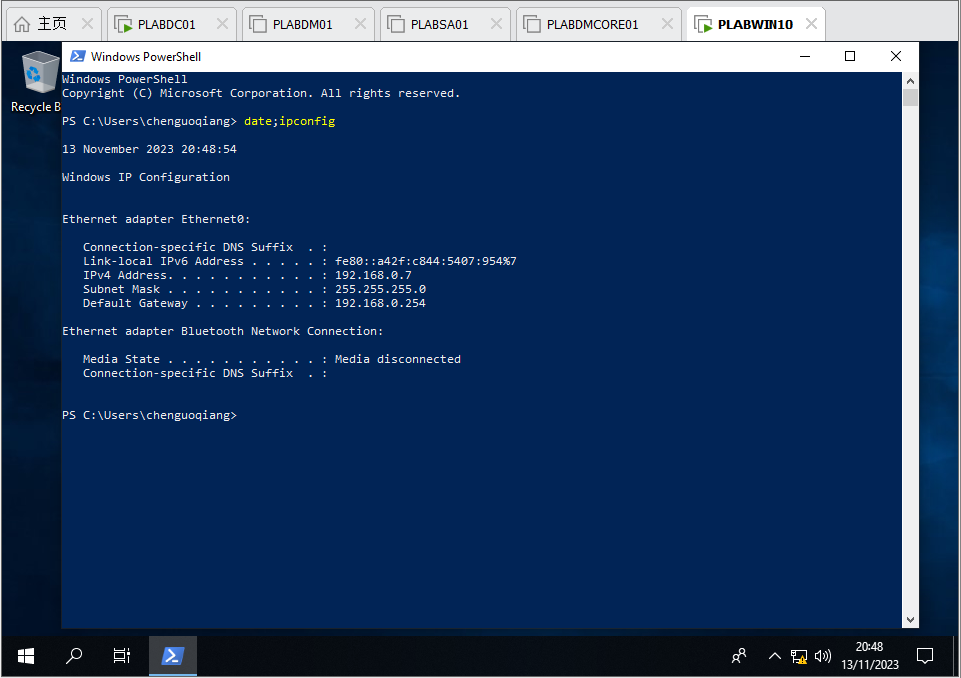 主页 PLABDC01 PLABDM01 PLABSA01 PLABDMCORE01 PLABWIN10
Recycle B
Windows PowerShell
Windows PowerShell
Copyright (C) Microsoft Corporation. All rights reserved.
PS C:\Users\chenguoqiang> date;ipconfig
13 November 2023 20:48:54
Windows IP Configuration
Ethernet adapter Ethernet0:
Connection-specific DNS Suffix  . :
Link-local IPv6 Address . . . . . : fe80::a42f:c844:5407:954%7
IPv4 Address. . . . . . . . . . . : 192.168.0.7
Subnet Mask . . . . . . . . . . . : 255.255.255.0
Default Gateway . . . . . . . . . : 192.168.0.254
Ethernet adapter Bluetooth Network Connection:
Media State . . . . . . . . . . . : Media disconnected
Connection-specific DNS Suffix  . :
PS C:\Users\chenguoqiang>
20:48
13/11/2023